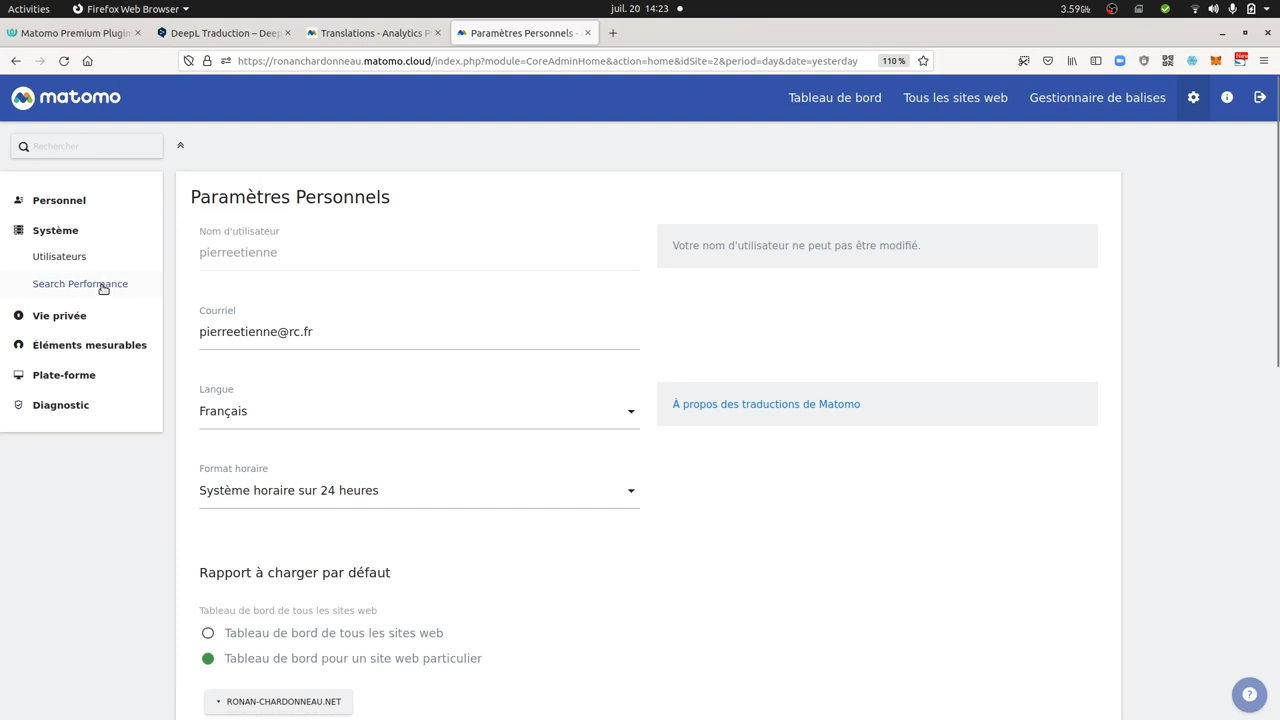 Activities
Firefox Web Browser
juil. 20 14:23
3.59GHz
Matomo Premium Plugin
DeepL Traduction – Deep
Translations - Analytics P
Paramètres Personnels -
https://ronanchardonneau.matomo.cloud/index.php?module=CoreAdminHome&action=home&idSite=2&period=day&date=yesterday
110 %
New
matomo
Tableau de bord
Tous les sites web
Gestionnaire de balises
Rechercher
Personnel
Système
Utilisateurs
Search Performance
Vie privée
Éléments mesurables
Plate-forme
Diagnostic
Paramètres Personnels
Nom d'utilisateur
pierreetienne
Votre nom d'utilisateur ne peut pas être modifié.
Courriel
pierreetienne@rc.fr
Langue
Français
À propos des traductions de Matomo
Format horaire
Système horaire sur 24 heures
Rapport à charger par défaut
Tableau de bord de tous les sites web
Tableau de bord de tous les sites web
Tableau de bord pour un site web particulier
RONAN-CHARDONNEAU.NET